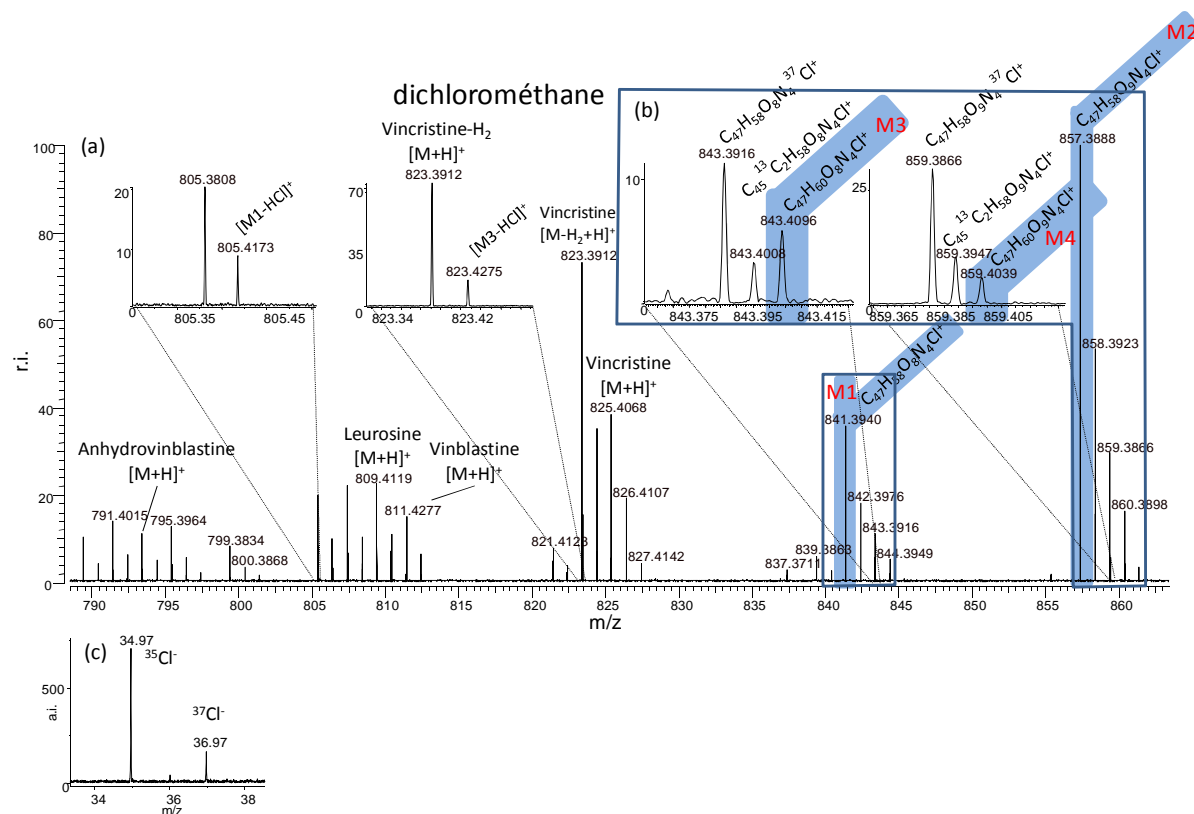 dichlorométhane
(a)
Vincristine-H₂
[M+H]⁺
823.3912
805.3808
[M1-HCl]⁺
805.4173
20
10
0
805.35
805.45
70
35
0
[M3-HCl]⁺
823.4275
823.34
823.42
Vincristine
[M-H₂+H]⁺
823.3912
(b)
C₄₇H₅₈O₈N₄³⁷Cl⁺
843.3916
C₄₅¹³C₂H₅₈O₈N₄Cl⁺
843.4008
C₄₇H₆₀O₈N₄Cl⁺
843.4096
M3
10
0
843.375
843.395
843.415
C₄₇H₅₈O₉N₄³⁷Cl⁺
859.3866
C₄₅¹³C₂H₅₈O₉N₄Cl⁺
859.3947
C₄₇H₆₀O₉N₄Cl⁺
859.4039
M4
25
0
859.365
859.385
859.405
M2
C₄₇H₅₈O₉N₄Cl⁺
857.3888
858.3923
859.3866
860.3898
M1
C₄₇H₅₈O₈N₄Cl⁺
841.3940
842.3976
843.3916
844.3949
839.3863
837.3711
Vincristine
[M+H]⁺
825.4068
826.4107
827.4142
821.4123
Leurosine
[M+H]⁺
809.4119
Vinblastine
[M+H]⁺
811.4277
Anhydrovinblastine
[M+H]⁺
791.4015
795.3964
799.3834
800.3868
r.i.
100
80
60
40
20
0
790
795
800
805
810
815
820
825
830
835
840
845
850
855
860
m/z
(c)
34.97
³⁵Cl⁻
³⁷Cl⁻
36.97
500
0
a.i.
34
36
38
m/z